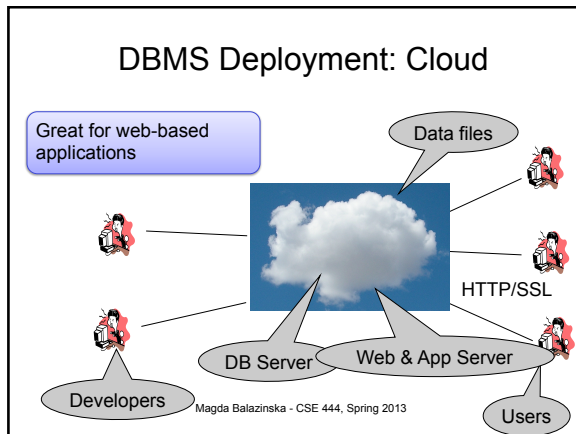 DBMS Deployment: Cloud
Great for web-based
applications
Data files
HTTP/SSL
DB Server
Web & App Server
Developers
Users
Magda Balazinska - CSE 444, Spring 2013